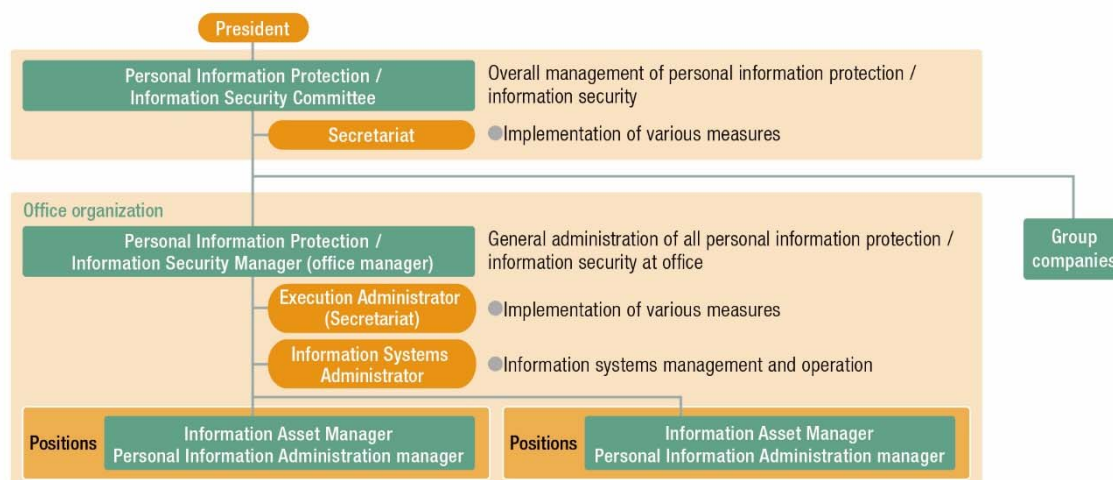 President
Personal Information Protection /
Information Security Committee
Overall management of personal information protection /
information security
Secretariat
Implementation of various measures
Office organization
Personal Information Protection /
Information Security Manager (office manager)
General administration of all personal information protection /
information security at office
Group
companies
Execution Administrator
(Secretariat)
Implementation of various measures
Information Systems
Administrator
Information systems management and operation
Positions
Information Asset Manager
Personal Information Administration manager
Positions
Information Asset Manager
Personal Information Administration manager